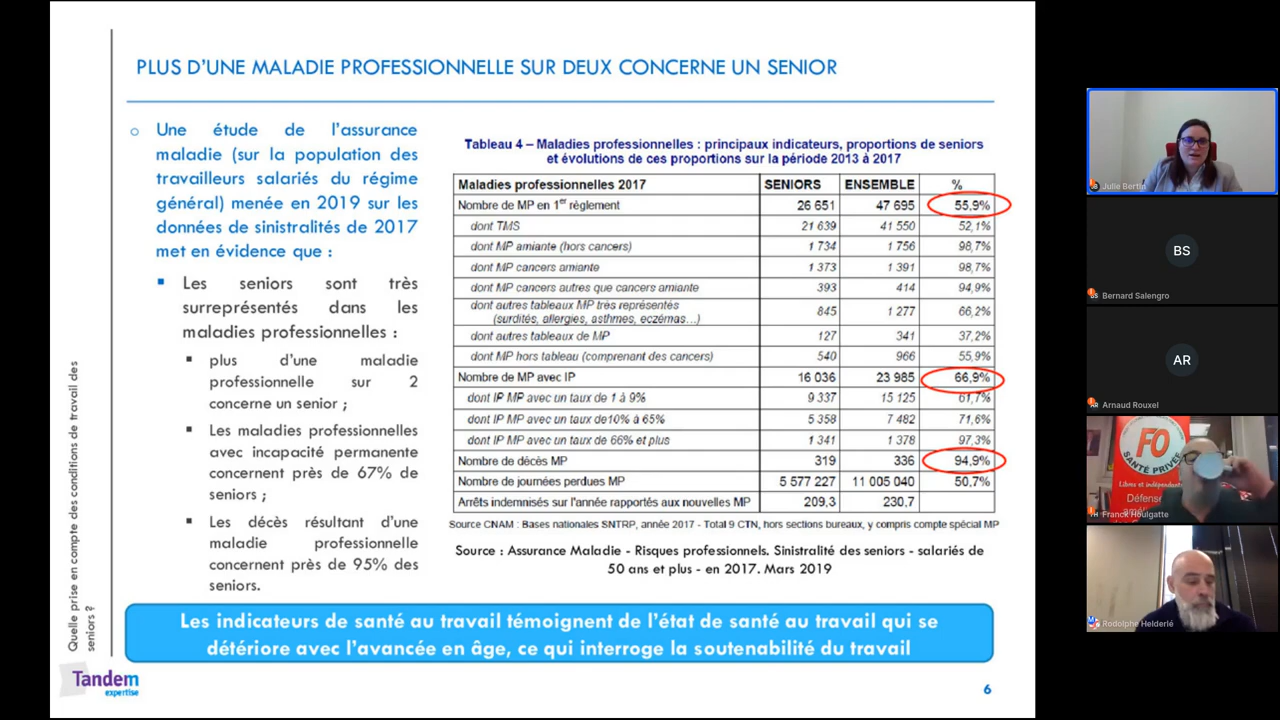 PLUS D'UNE MALADIE PROFESSIONNELLE SUR DEUX CONCERNE UN SENIOR
Une étude de l'assurance
maladie (sur la population des
travailleurs salariés du régime
général) menée en 2019 sur les
données de sinistralités de 2017
met en évidence que :
Les seniors sont très
surreprésentés dans les
maladies professionnelles :
plus d'une maladie
professionnelle sur 2
concerne un senior ;
Les maladies professionnelles
avec incapacité permanente
concernent près de 67% de
seniors ;
Les décès résultant d'une
maladie professionnelle
concernent près de 95% des
seniors.
Tableau 4 – Maladies professionnelles : principaux indicateurs, proportions de seniors
et évolutions de ces proportions sur la période 2013 à 2017
Maladies professionnelles 2017 SENIORS ENSEMBLE %
Nombre de MP en 1er règlement 26 651 47 695 55,9%
dont TMS 21 639 41 550 52,1%
dont MP amiante (hors cancers) 1 734 1 756 98,7%
dont MP cancers amiante 1 373 1 391 98,7%
dont MP cancers autres que cancers amiante 393 414 94,9%
dont autres tableaux MP très représentés
(surdités, allergies, asthmes, eczémas...) 845 1 277 66,2%
dont autres tableaux de MP 127 341 37,2%
dont MP hors tableau (comprenant des cancers) 540 966 55,9%
Nombre de MP avec IP 16 036 23 985 66,9%
dont IP MP avec un taux de 1 à 9% 9 337 15 125 61,7%
dont IP MP avec un taux de10% à 65% 5 358 7 482 71,6%
dont IP MP avec un taux de 66% et plus 1 341 1 378 97,3%
Nombre de décès MP 319 336 94,9%
Nombre de journées perdues MP 5 577 227 11 005 040 50,7%
Arrêts indemnisés sur l'année rapportés aux nouvelles MP 209,3 230,7
Source CNAM : Bases nationales SNTRP, année 2017 - Total 9 CTN, hors sections bureaux, y compris compte spécial MP
Source : Assurance Maladie - Risques professionnels. Sinistralité des seniors - salariés de
50 ans et plus - en 2017. Mars 2019
Les indicateurs de santé au travail témoignent de l'état de santé au travail qui se
détériore avec l'avancée en âge, ce qui interroge la soutenabilité du travail
Quelle prise en compte des conditions de travail des
seniors ?
Tandem
expertise
6
Julie Bertin
BS
Bernard Salengro
AR
Arnaud Rouxel
FO
SANTÉ PRIVÉE
Libres et indépendants
Défense
Franck Houlgatte
Rodolphe Helderlé